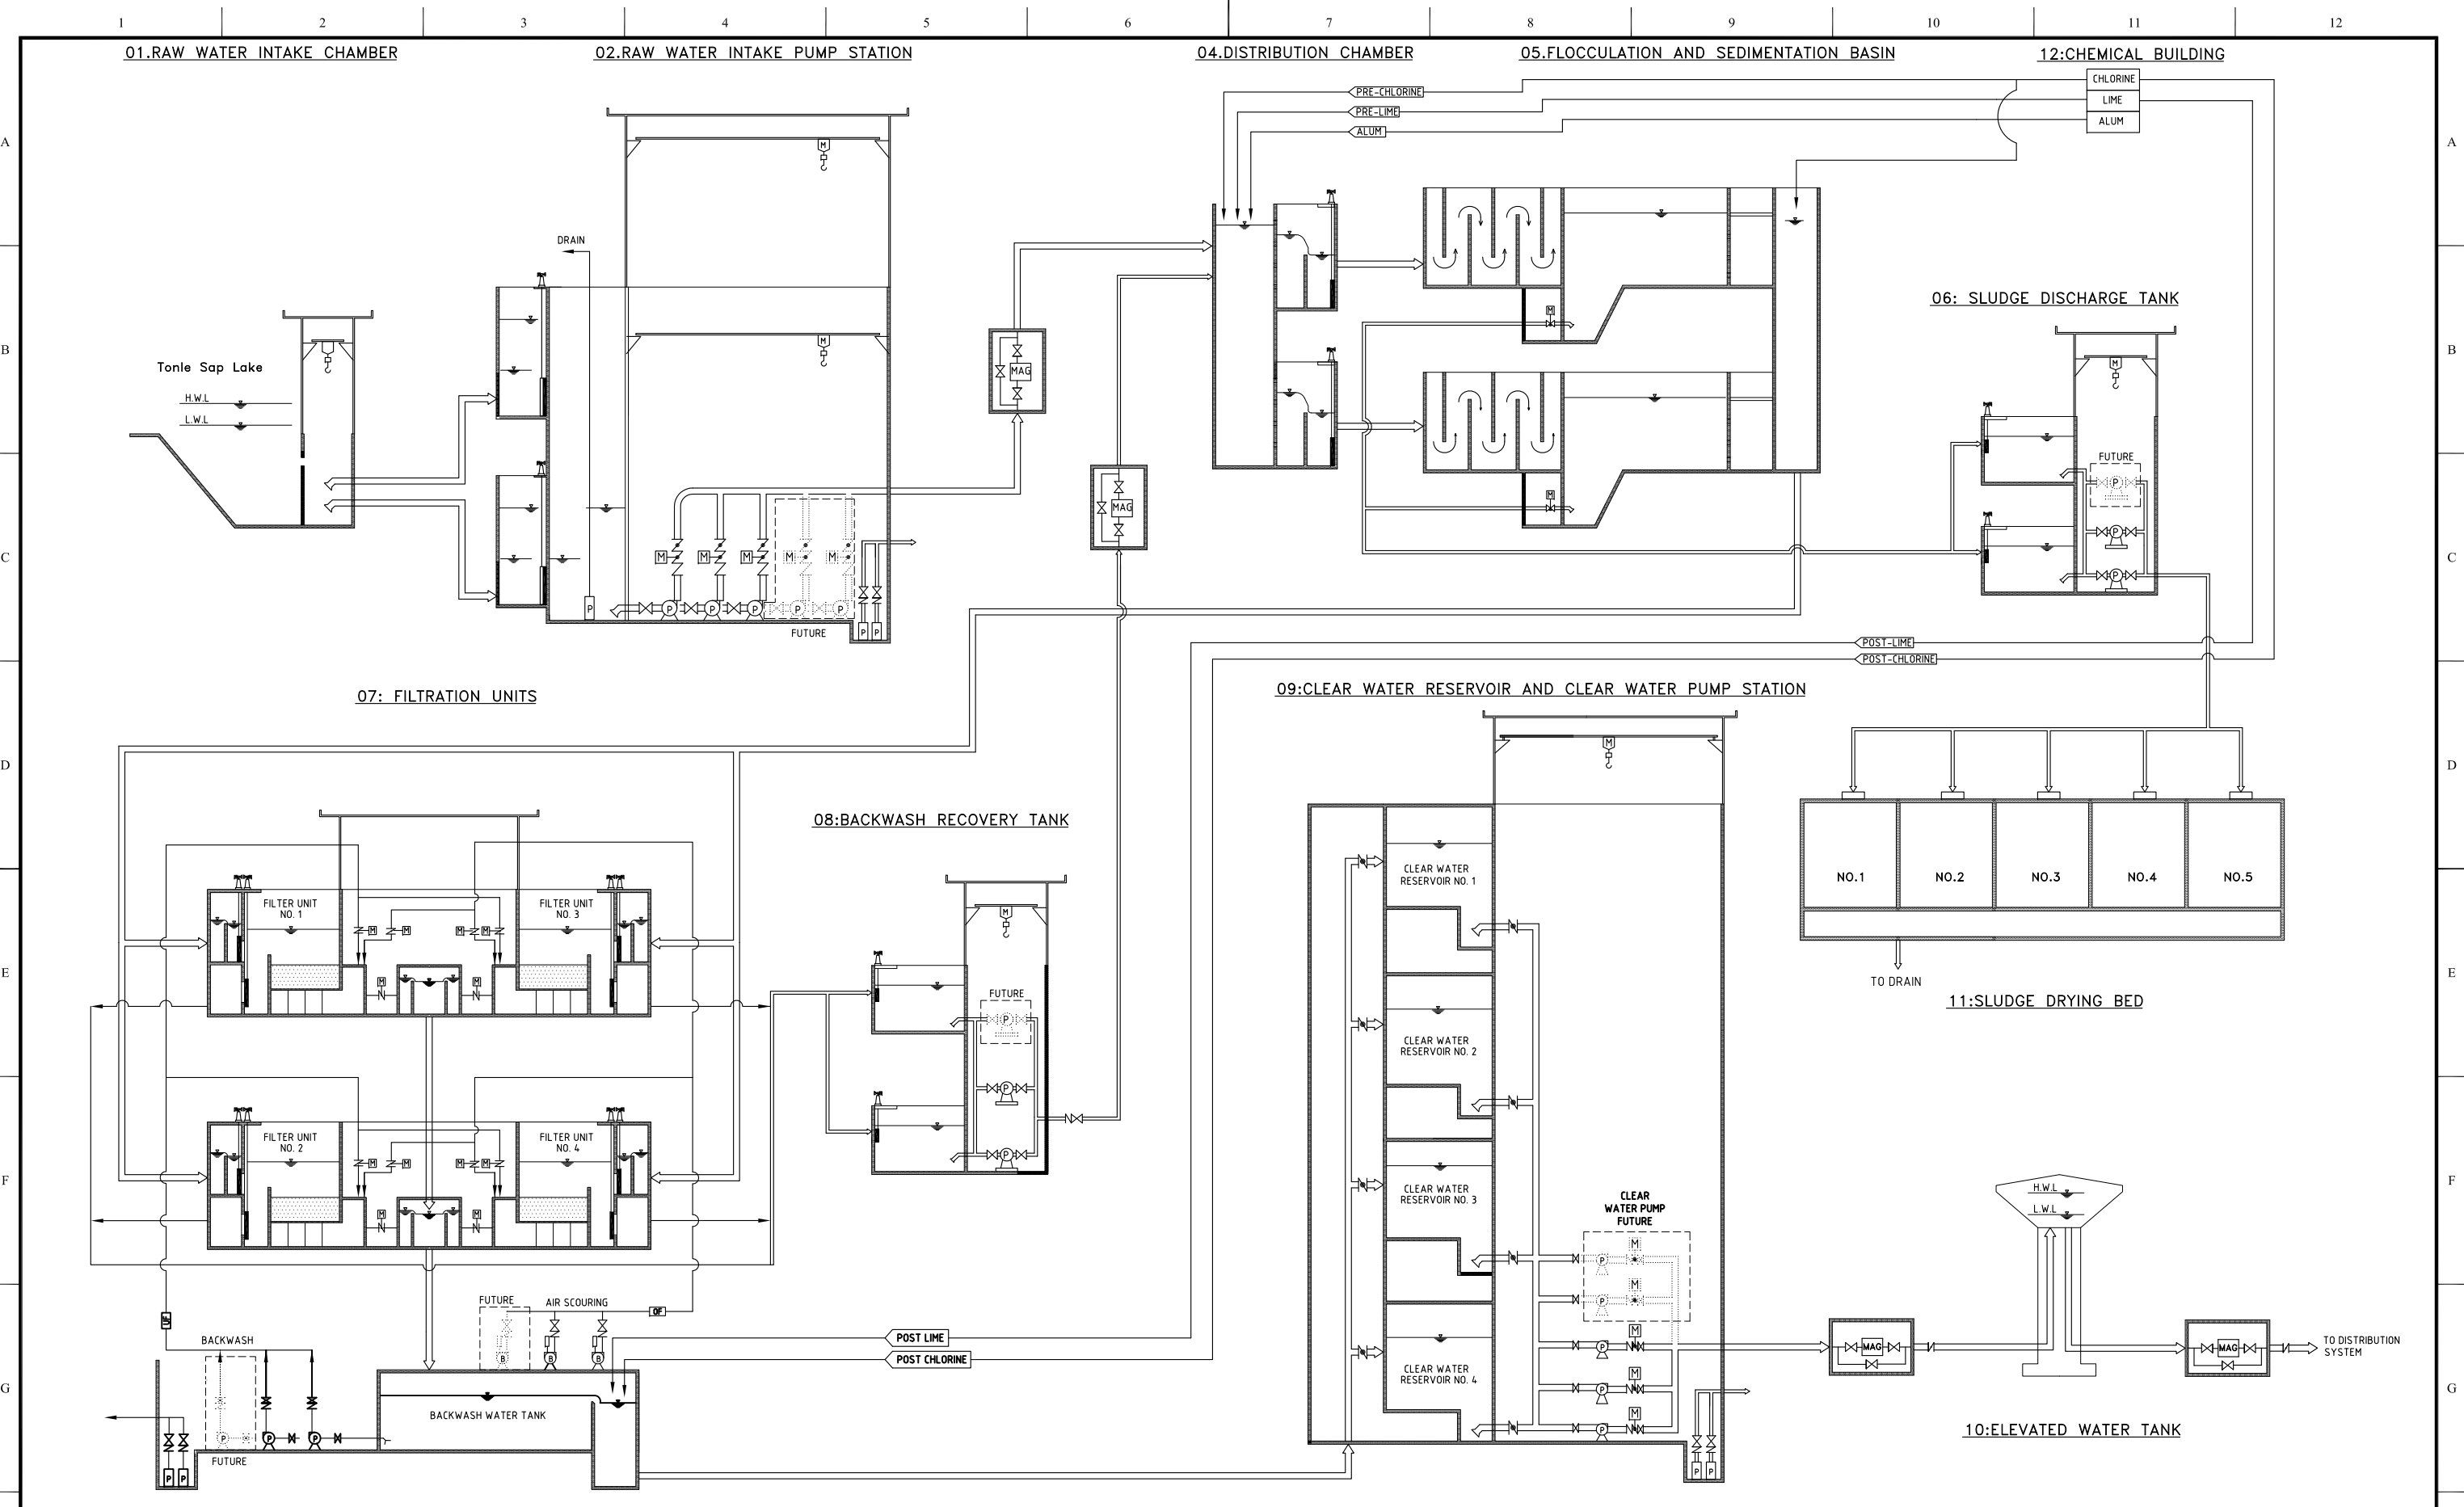 1 2 3 4 5 6 7 8 9 10 11 12
01.RAW WATER INTAKE CHAMBER
02.RAW WATER INTAKE PUMP STATION
04.DISTRIBUTION CHAMBER
05.FLOCCULATION AND SEDIMENTATION BASIN
12:CHEMICAL BUILDING
CHLORINE
LIME
ALUM
PRE-CHLORINE
PRE-LIME
ALUM
A
A
M
DRAIN
06: SLUDGE DISCHARGE TANK
M
M
M
B
B
Tonle Sap Lake
H.W.L
L.W.L
M
MAG
M
FUTURE
P
M
MAG
C
C
M
M
M
M
M
P
P
P
P
P
P
P
P
P
P
FUTURE
POST-LIME
POST-CHLORINE
07: FILTRATION UNITS
09:CLEAR WATER RESERVOIR AND CLEAR WATER PUMP STATION
M
D
D
08:BACKWASH RECOVERY TANK
CLEAR WATER
RESERVOIR NO. 1
NO.1
NO.2
NO.3
NO.4
NO.5
FILTER UNIT
NO. 1
FILTER UNIT
NO. 3
M
M
M
M
M
M
M
E
E
TO DRAIN
11:SLUDGE DRYING BED
FUTURE
P
P
P
CLEAR WATER
RESERVOIR NO. 2
FILTER UNIT
NO. 2
FILTER UNIT
NO. 4
M
M
M
M
M
M
F
F
CLEAR WATER
RESERVOIR NO. 3
CLEAR
WATER PUMP
FUTURE
H.W.L
L.W.L
M
P
M
P
FUTURE
AIR SCOURING
OF
BACKWASH
POST LIME
POST CHLORINE
B
B
B
M
P
M
P
M
P
MAG
MAG
TO DISTRIBUTION
SYSTEM
CLEAR WATER
RESERVOIR NO. 4
G
G
BACKWASH WATER TANK
10:ELEVATED WATER TANK
P
P
P
FUTURE
P
P
P
P